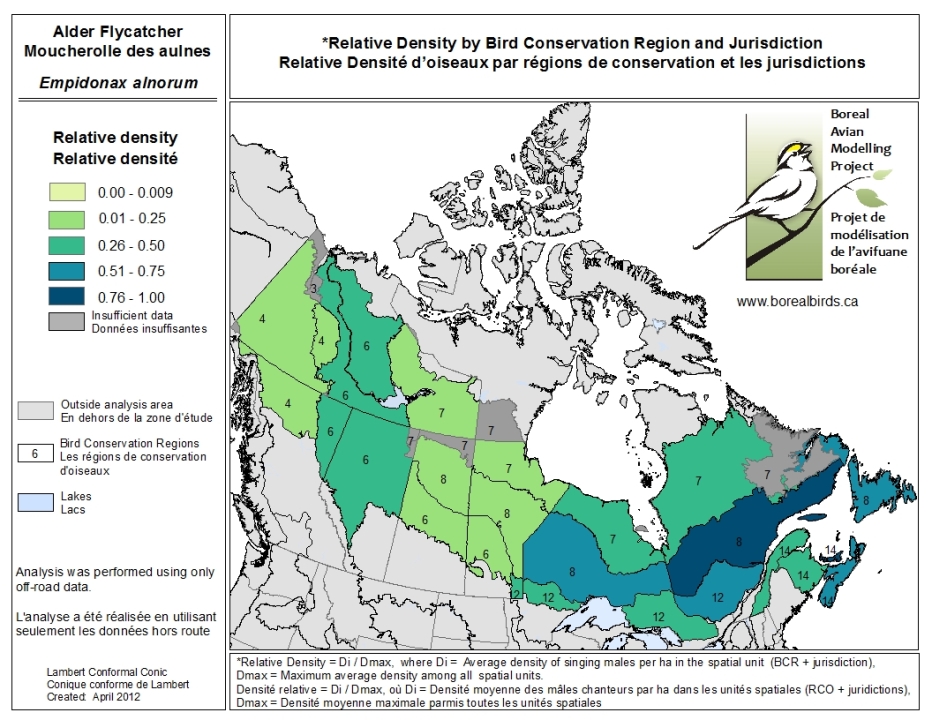 Alder Flycatcher
Moucherolle des aulnes
Empidonax alnorum
*Relative Density by Bird Conservation Region and Jurisdiction
Relative Densité d'oiseaux par régions de conservation et les jurisdictions
Relative density
Relative densité
0.00 - 0.009
0.01 - 0.25
0.26 - 0.50
0.51 - 0.75
0.76 - 1.00
Insufficient data
Données insuffisantes
Outside analysis area
En dehors de la zone d'étude
6
Bird Conservation Regions
Les régions de conservation
d'oiseaux
Lakes
Lacs
Analysis was performed using only
off-road data.
L'analyse a été réalisée en utilisant
seulement les données hors route
Lambert Conformal Conic
Conique conforme de Lambert
Created: April 2012
Boreal
Avian
Modelling
Project
Projet de
modélisation
de l'avifuane
boréale
www.borealbirds.ca
3
4
4
6
4
6
7
7
6
6
7
7
7
7
8
8
8
6
6
7
8
8
7
8
2
12
12
12
14
14
14
14
*Relative Density = Di / Dmax, where Di = Average density of singing males per ha in the spatial unit (BCR + jurisdiction),
Dmax = Maximum average density among all spatial units.
Densité relative = Di / Dmax, où Di = Densité moyenne des mâles chanteurs par ha dans les unités spatiales (RCO + juridictions),
Dmax = Densité moyenne maximale parmis toutes les unités spatiales